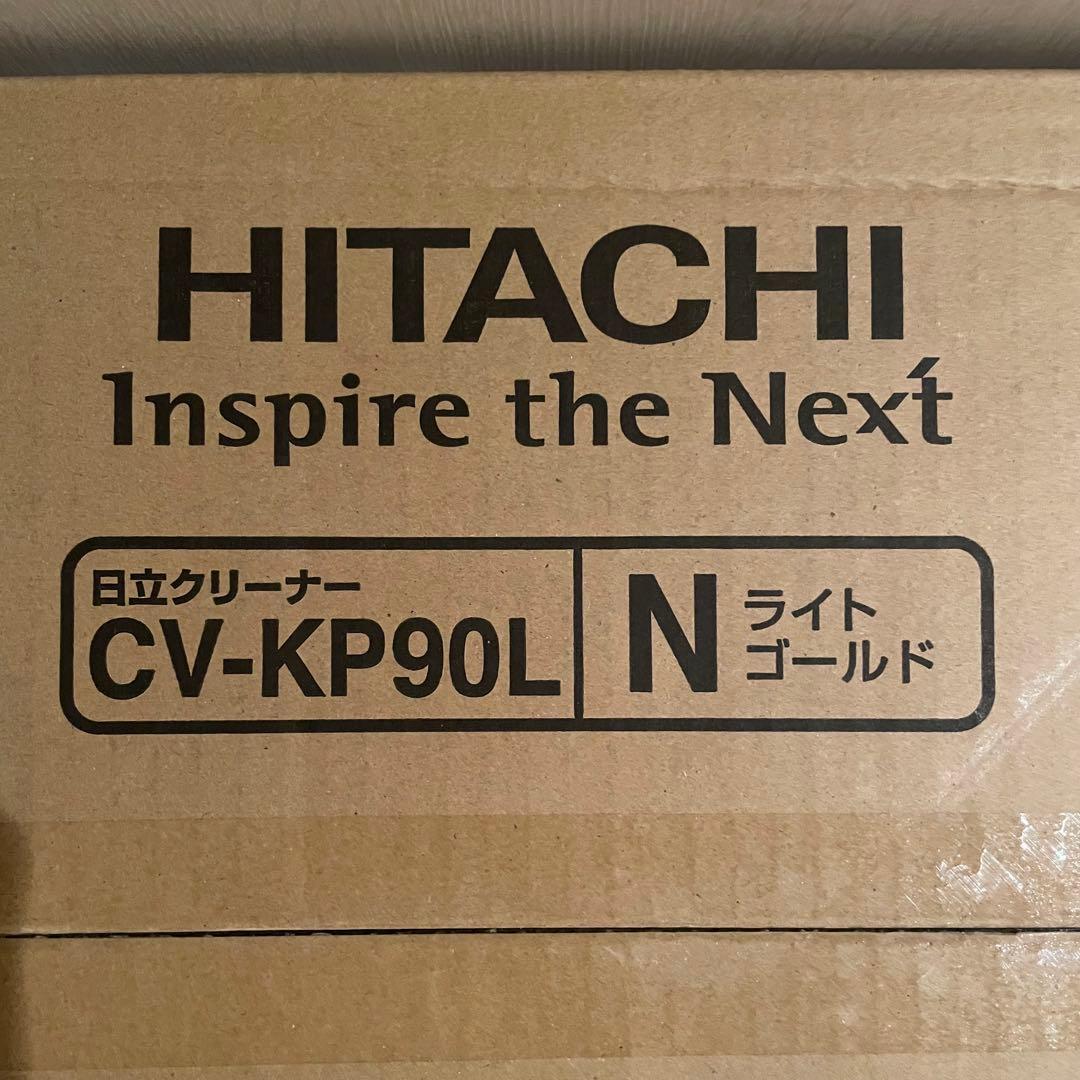 HITACHI
Inspire the Next
日立クリーナー
CV-KP90L
N
ライト
ゴールド